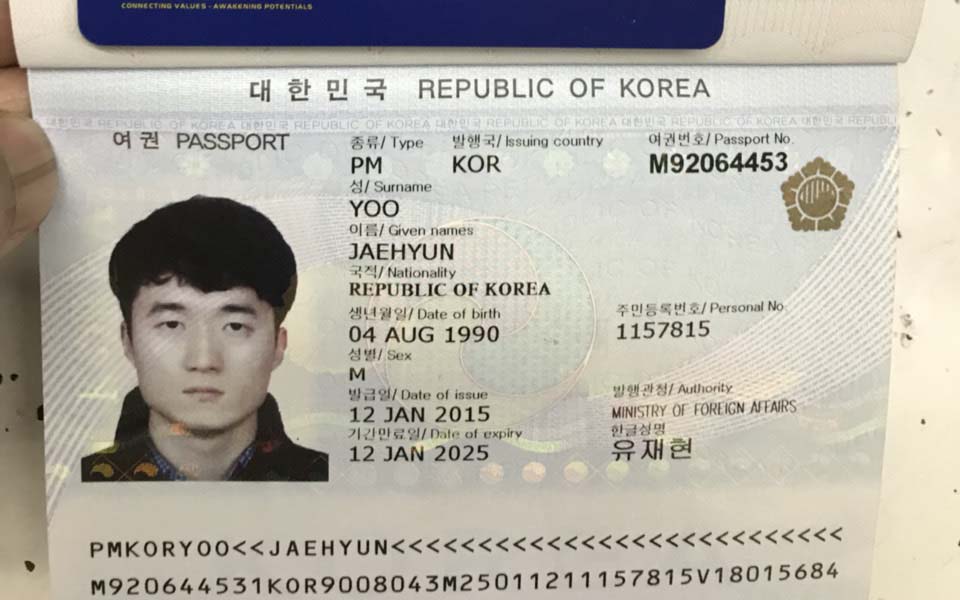 CONNECTING VALUES - AWAKENING POTENTIALS
대한민국 REPUBLIC OF KOREA
여권 PASSPORT
종류/ Type 발행국/ Issuing country 여권번호/ Passport No.
PM KOR M92064453
성/ Surname
YOO
이름/ Given names
JAEHYUN
국적/ Nationality
REPUBLIC OF KOREA
생년월일/ Date of birth 주민등록번호/ Personal No
04 AUG 1990 1157815
성별/ Sex
M
발급일/ Date of issue 발행관청/ Authority
12 JAN 2015 MINISTRY OF FOREIGN AFFAIRS
기간만료일/ Date of expiry 한글성명
12 JAN 2025 유재현
PMKORYOO<<JAEHYUN<<<<<<<<<<<<<<<<<<<<<<<<<<<
M920644531KOR9008043M25011211157815V18015684